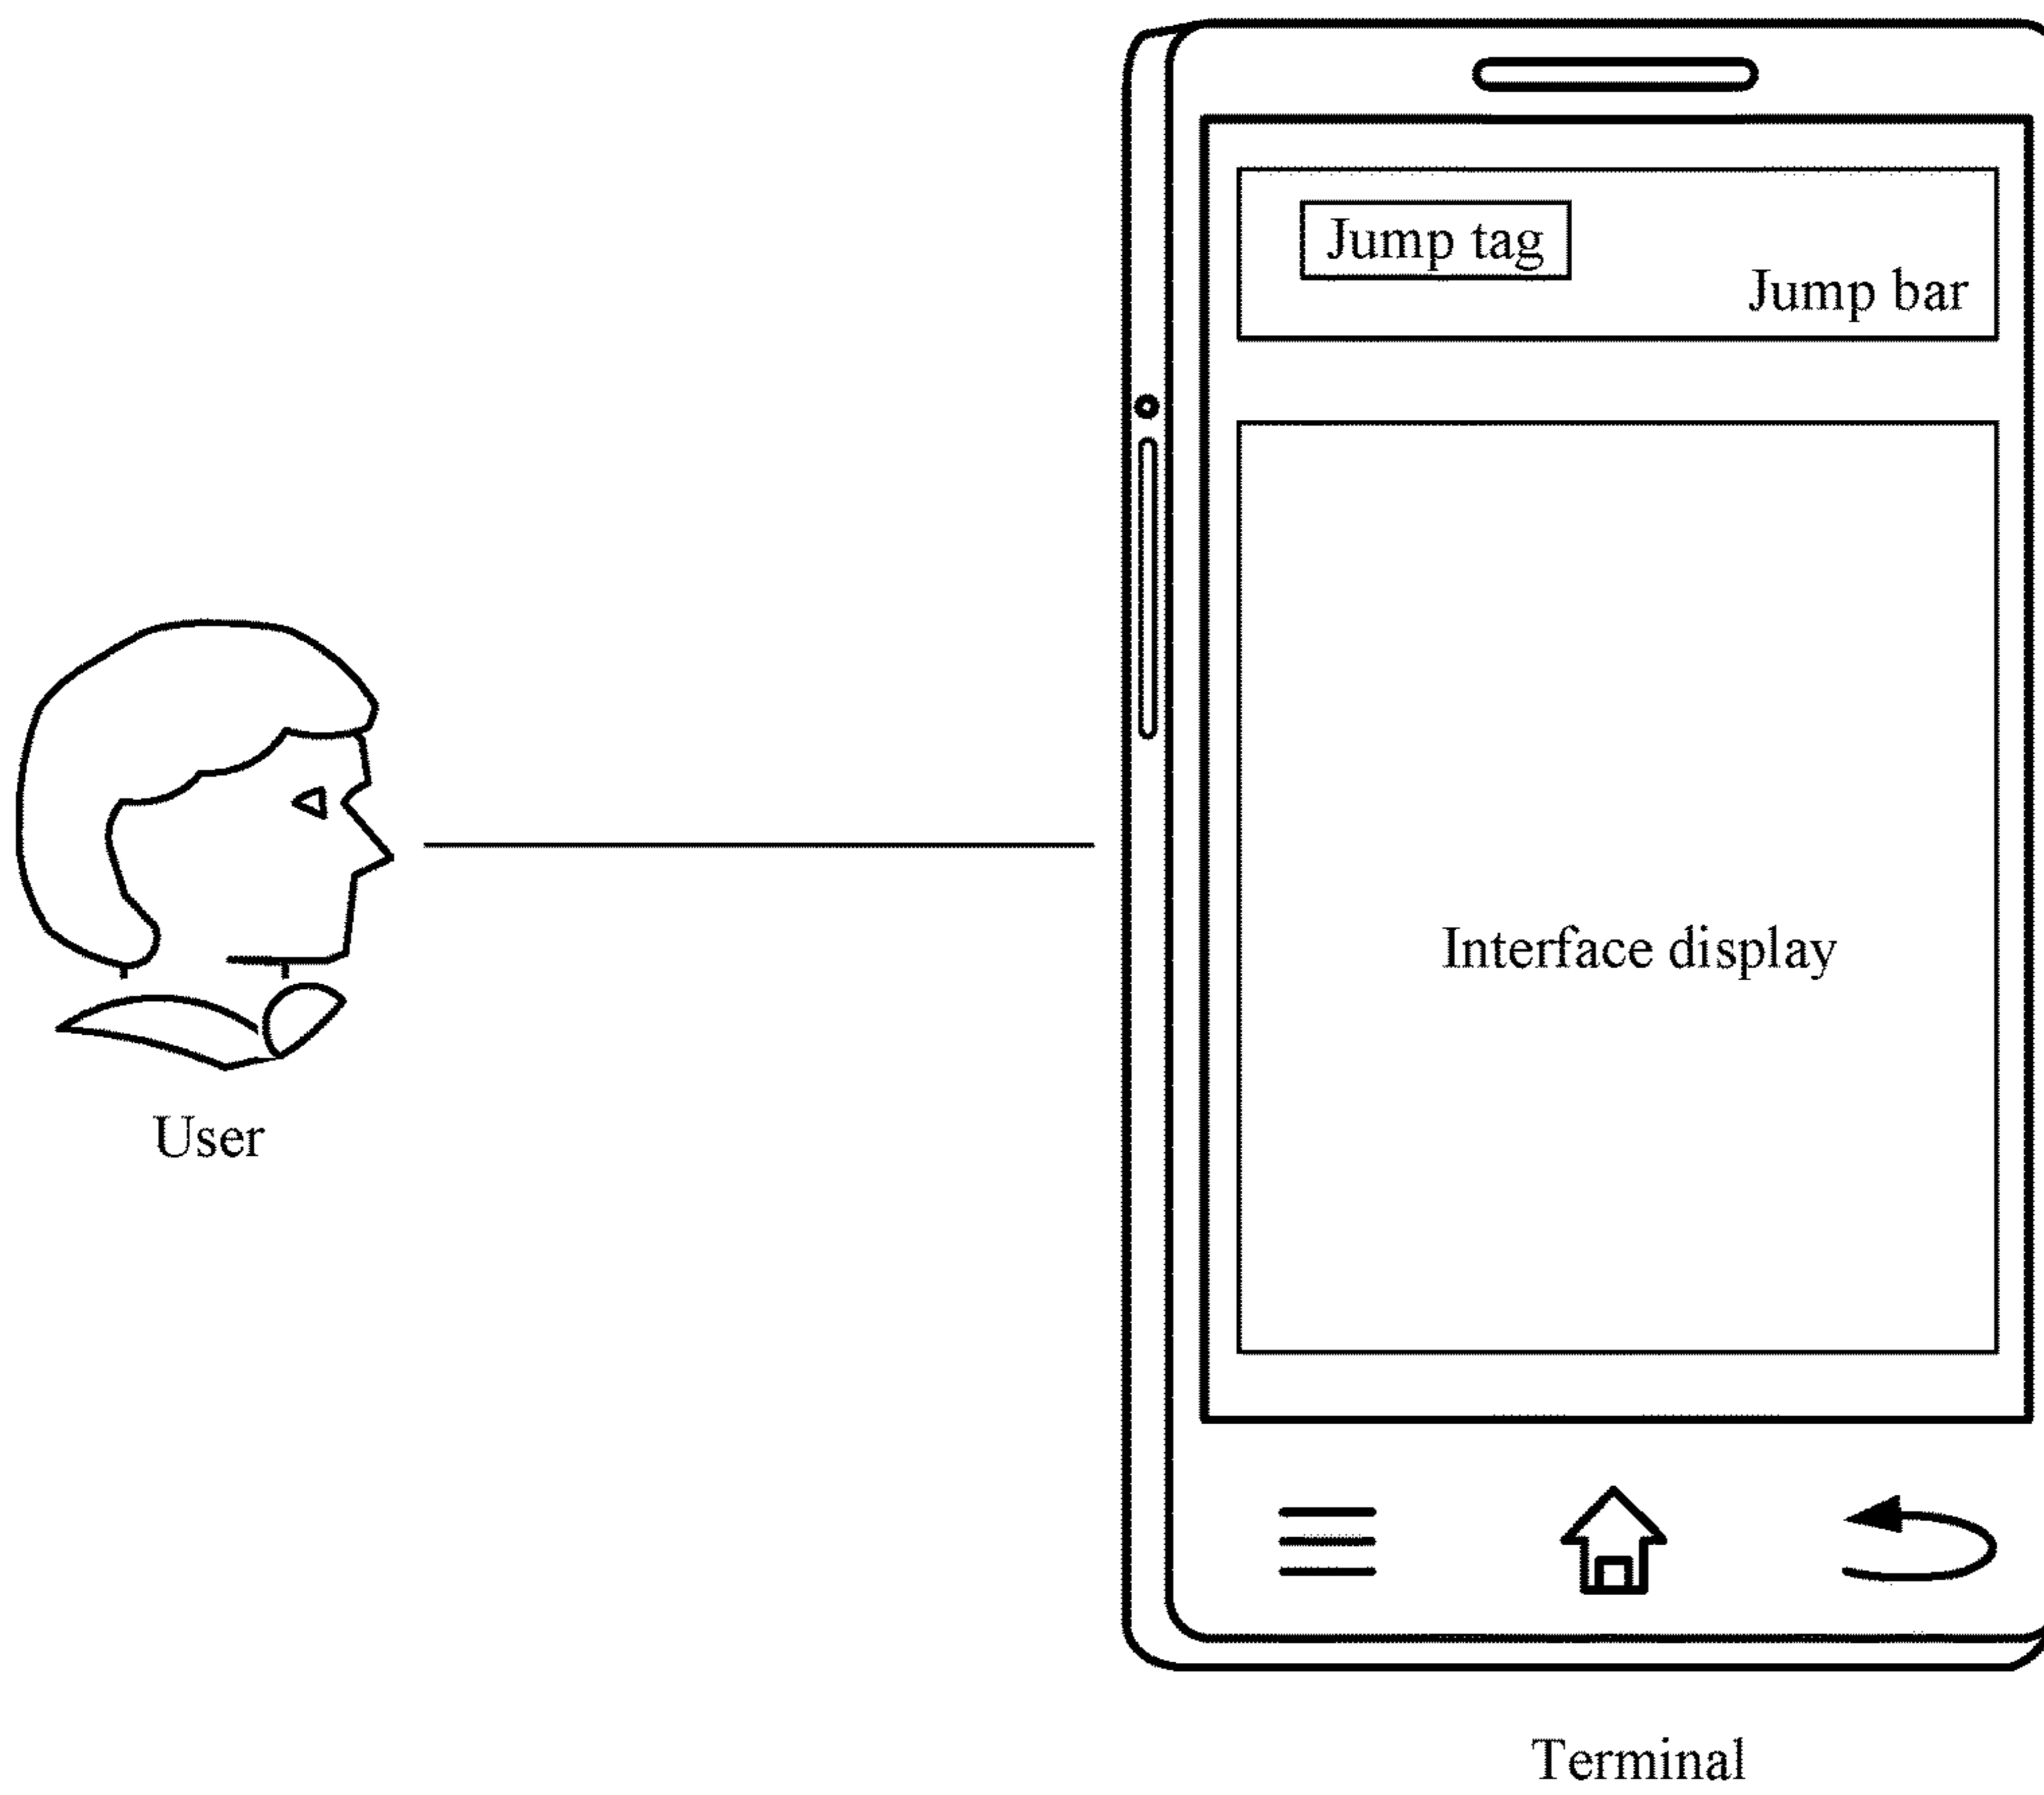 Jump tag
Jump bar
Interface display
User
Terminal